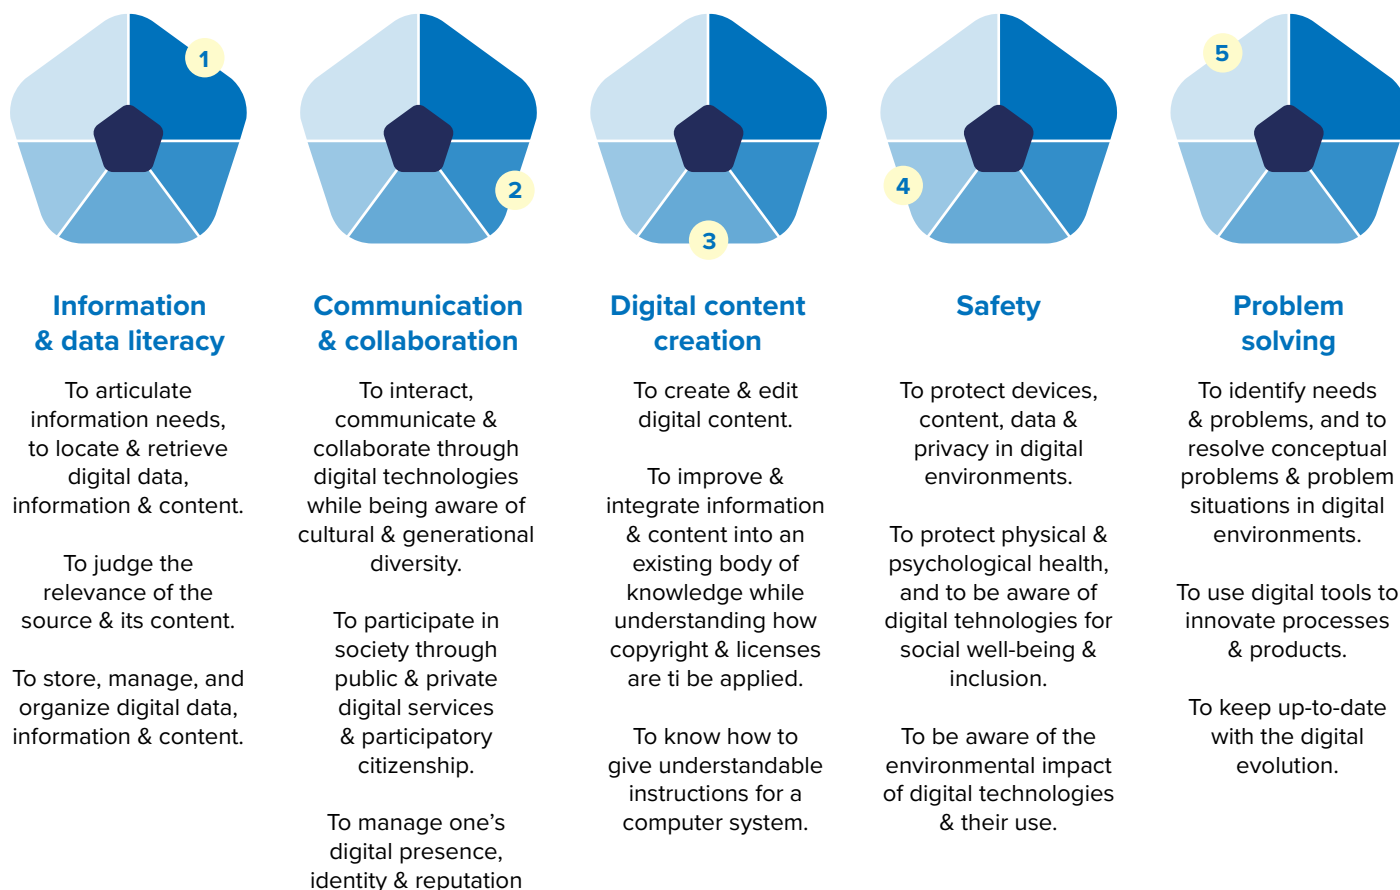 1
Information
& data literacy
To articulate
information needs,
to locate & retrieve
digital data,
information & content.
To judge the
relevance of the
source & its content.
To store, manage, and
organize digital data,
information & content.
2
Communication
& collaboration
To interact,
communicate &
collaborate through
digital technologies
while being aware of
cultural & generational
diversity.
To participate in
society through
public & private
digital services
& participatory
citizenship.
To manage one’s
digital presence,
identity & reputation
3
Digital content
creation
To create & edit
digital content.
To improve &
integrate information
& content into an
existing body of
knowledge while
understanding how
copyright & licenses
are ti be applied.
To know how to
give understandable
instructions for a
computer system.
4
Safety
To protect devices,
content, data &
privacy in digital
environments.
To protect physical &
psychological health,
and to be aware of
digital tehnologies for
social well-being &
inclusion.
To be aware of the
environmental impact
of digital technologies
& their use.
5
Problem
solving
To identify needs
& problems, and to
resolve conceptual
problems & problem
situations in digital
environments.
To use digital tools to
innovate processes
& products.
To keep up-to-date
with the digital
evolution.